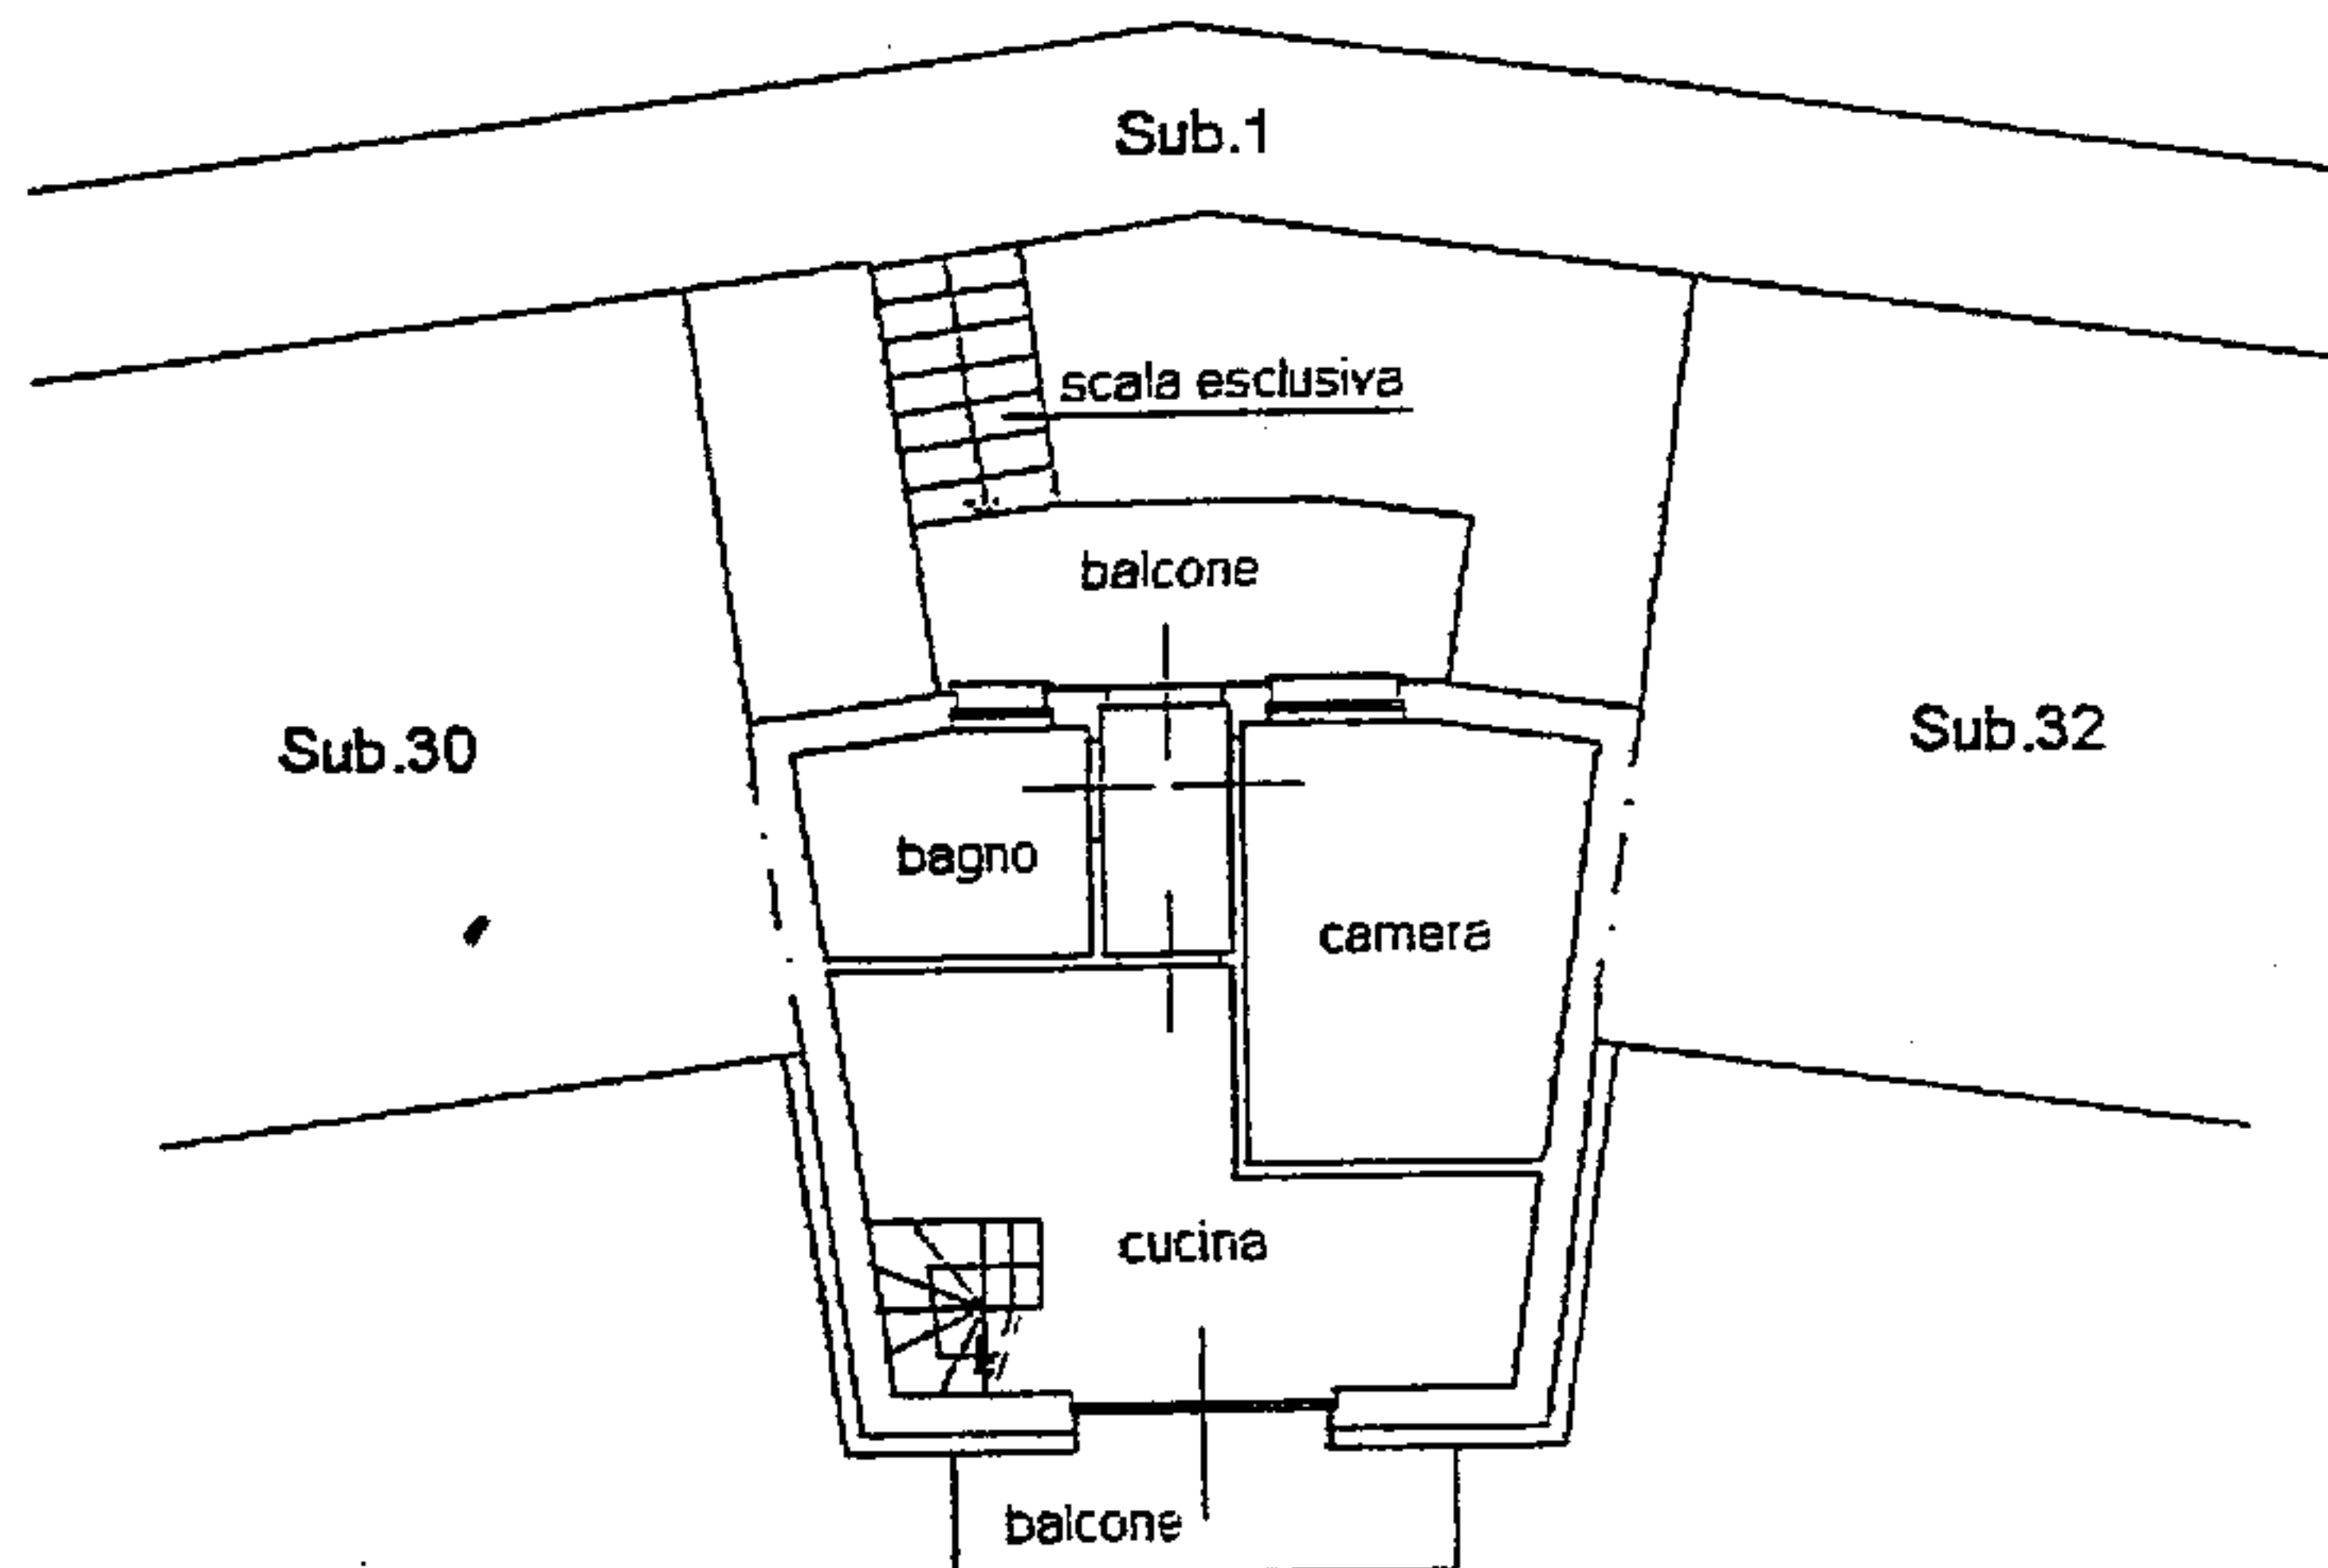 Sub.1
scala esclusiva
balcone
Sub.30
Sub.32
bagno
camera
cucina
balcone